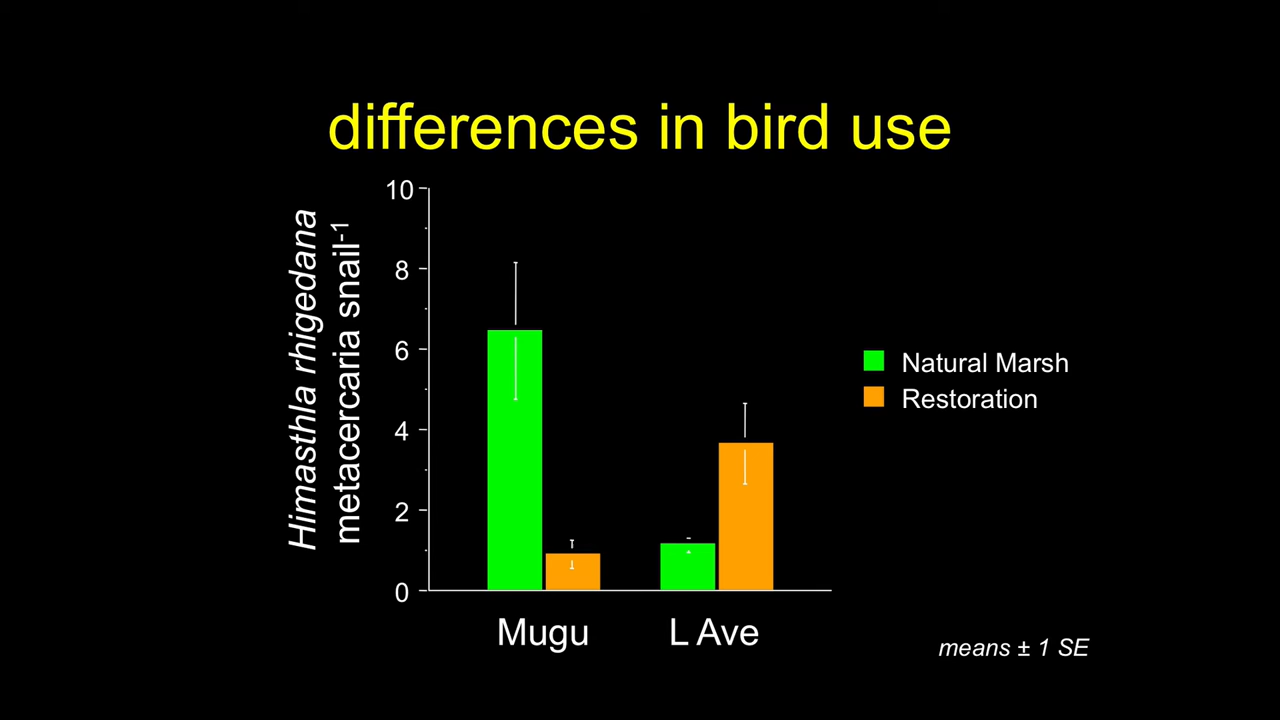 differences in bird use
Himasthla rhigedana
metacercaria snail-1
10
8
6
4
2
0
Mugu
L Ave
Natural Marsh
Restoration
means ± 1 SE